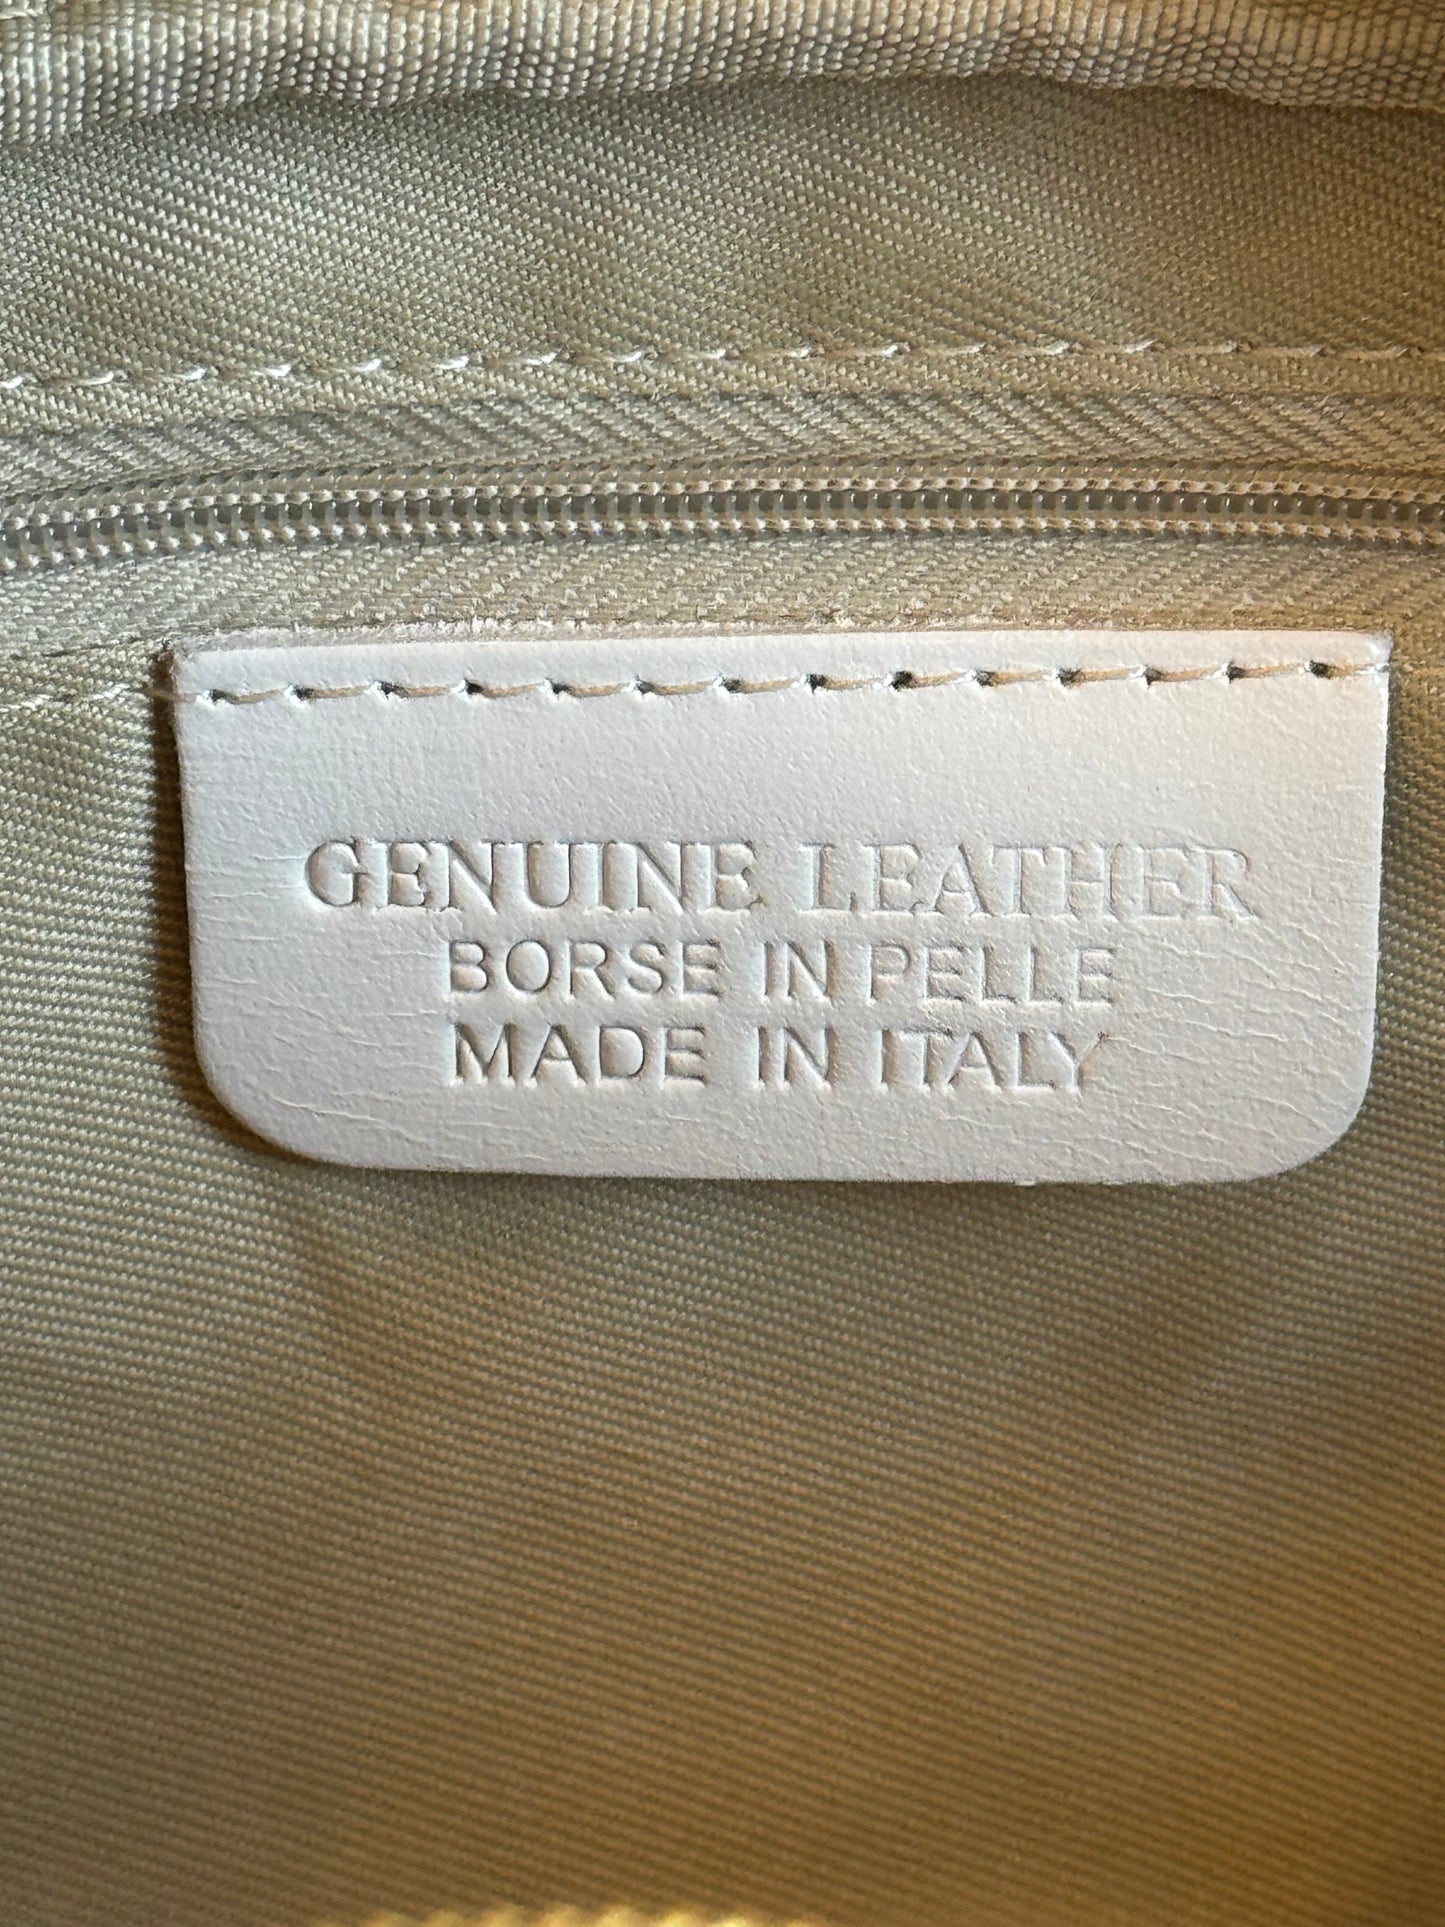 GENUINE LEATHER
BORSE IN PELLE
MADE IN ITALY